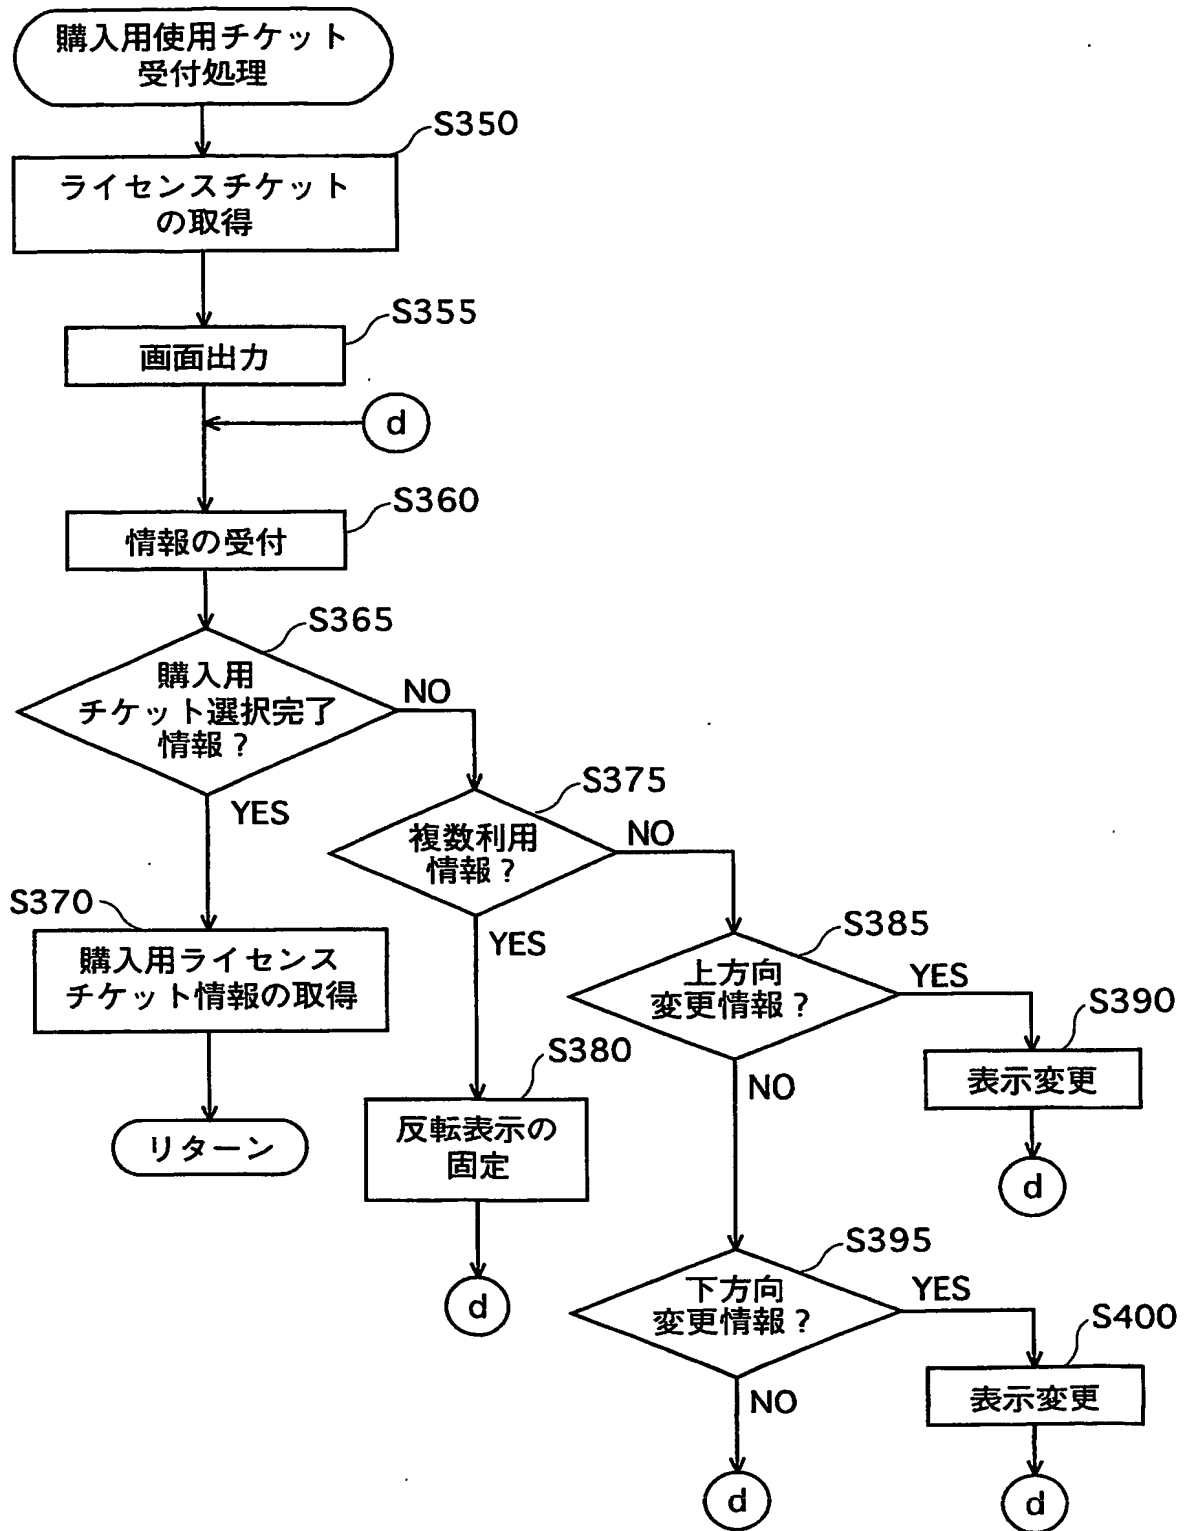 購入用使用チケット
受付処理
S350
ライセンスチケット
の取得
S355
画面出力
d
S360
情報の受付
S365
購入用
チケット選択完了
情報？
NO
YES
S375
複数利用
情報？
NO
YES
S370
購入用ライセンス
チケット情報の取得
リターン
S380
反転表示の
固定
d
S385
上方向
変更情報？
YES
NO
S390
表示変更
d
S395
下方向
変更情報？
YES
NO
S400
表示変更
d
d